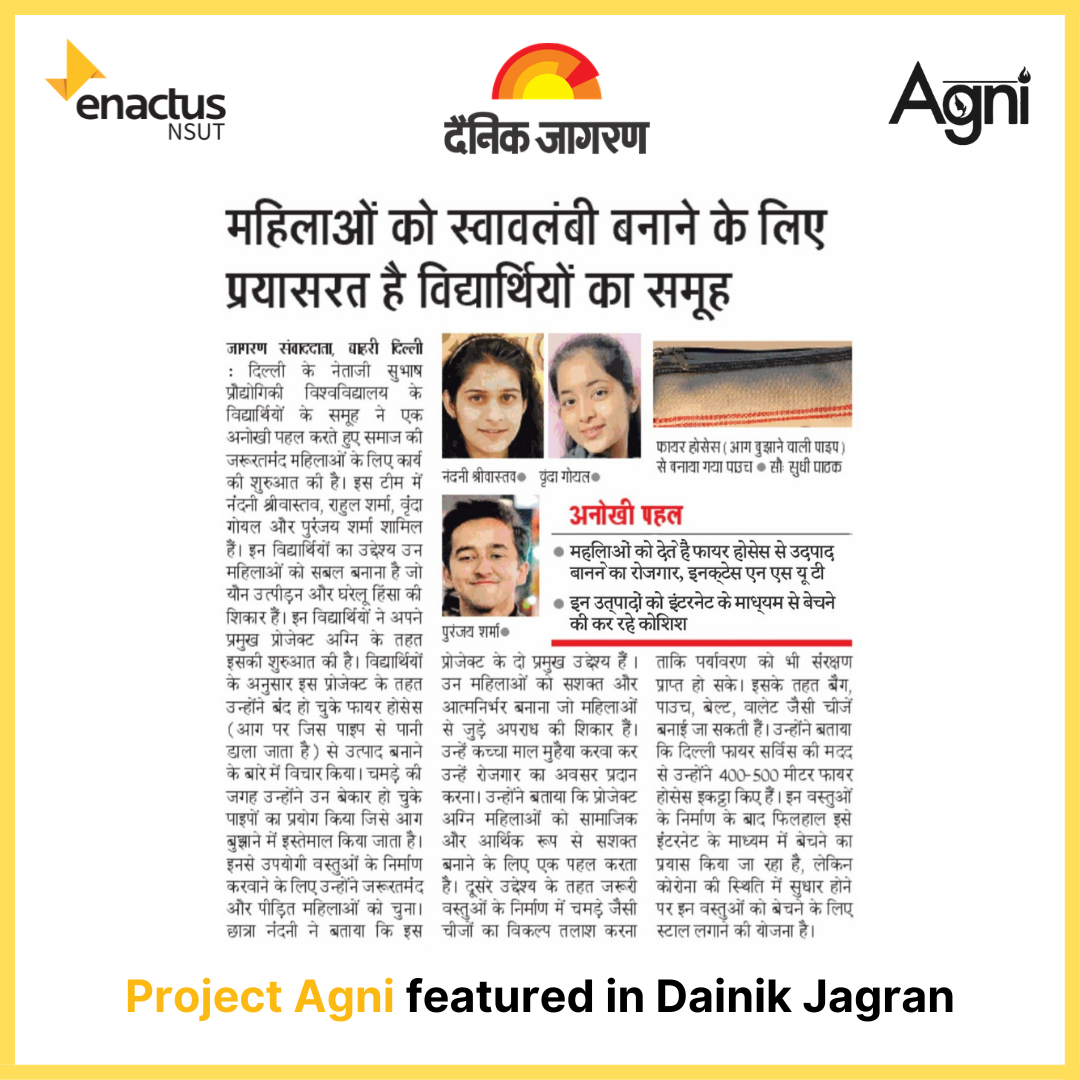 enactus
NSUT
दैनिक जागरण
Agni
महिलाओं को स्वावलंबी बनाने के लिए
प्रयासरत है विद्यार्थियों का समूह
जागरण संवाददाता, बाहरी दिल्ली
: दिल्ली के नेताजी सुभाष
प्रौद्योगिकी विश्वविद्यालय के
विद्यार्थियों के समूह ने एक
अनोखी पहल करते हुए समाज की
जरूरतमंद महिलाओं के लिए कार्य
की शुरुआत की है। इस टीम में
नंदनी श्रीवास्तव, राहुल शर्मा, वृंदा
गोयल और पुरंजय शर्मा शामिल
हैं। इन विद्यार्थियों का उद्देश्य उन
महिलाओं को सबल बनाना है जो
यौन उत्पीड़न और घरेलू हिंसा की
शिकार हैं। इन विद्यार्थियों ने अपने
प्रमुख प्रोजेक्ट अग्नि के तहत
इसकी शुरुआत की है। विद्यार्थियों
के अनुसार इस प्रोजेक्ट के तहत
उन्होंने बंद हो चुके फायर होसेस
(आग पर जिस पाइप से पानी
डाला जाता है) से उत्पाद बनाने
के बारे में विचार किया। चमड़े की
जगह उन्होंने उन बेकार हो चुके
पाइपों का प्रयोग किया जिसे आग
बुझाने में इस्तेमाल किया जाता है।
इनसे उपयोगी वस्तुओं के निर्माण
करवाने के लिए उन्होंने जरूरतमंद
और पीड़ित महिलाओं को चुना।
छात्रा नंदनी ने बताया कि इस
नंदनी श्रीवास्तव● वृंदा गोयल●
फायर होसेस (आग बुझाने वाली पाइप)
से बनाया गया पाउच ● सौ. सुधी पाठक
पुरंजय शर्मा●
अनोखी पहल
● महिलाओं को देते है फायर होसेस से उदपाद
बानने का रोजगार, इनक्टेस एन एस यू टी
● इन उत्पादों को इंटरनेट के माध्यम से बेचने
की कर रहे कोशिश
प्रोजेक्ट के दो प्रमुख उद्देश्य हैं।
उन महिलाओं को सशक्त और
आत्मनिर्भर बनाना जो महिलाओं
से जुड़े अपराध की शिकार हैं।
उन्हें कच्चा माल मुहैया करवा कर
उन्हें रोजगार का अवसर प्रदान
करना। उन्होंने बताया कि प्रोजेक्ट
अग्नि महिलाओं को सामाजिक
और आर्थिक रूप से सशक्त
बनाने के लिए एक पहल करता
है। दूसरे उद्देश्य के तहत जरूरी
वस्तुओं के निर्माण में चमड़े जैसी
चीजों का विकल्प तलाश करना
ताकि पर्यावरण को भी संरक्षण
प्राप्त हो सके। इसके तहत बैग,
पाउच, बेल्ट, वालेट जैसी चीजें
बनाई जा सकती हैं। उन्होंने बताया
कि दिल्ली फायर सर्विस की मदद
से उन्होंने 400-500 मीटर फायर
होसेस इकट्ठा किए हैं। इन वस्तुओं
के निर्माण के बाद फिलहाल इसे
इंटरनेट के माध्यम में बेचने का
प्रयास किया जा रहा है, लेकिन
कोरोना की स्थिति में सुधार होने
पर इन वस्तुओं को बेचने के लिए
स्टाल लगाने की योजना है।
Project Agni featured in Dainik Jagran